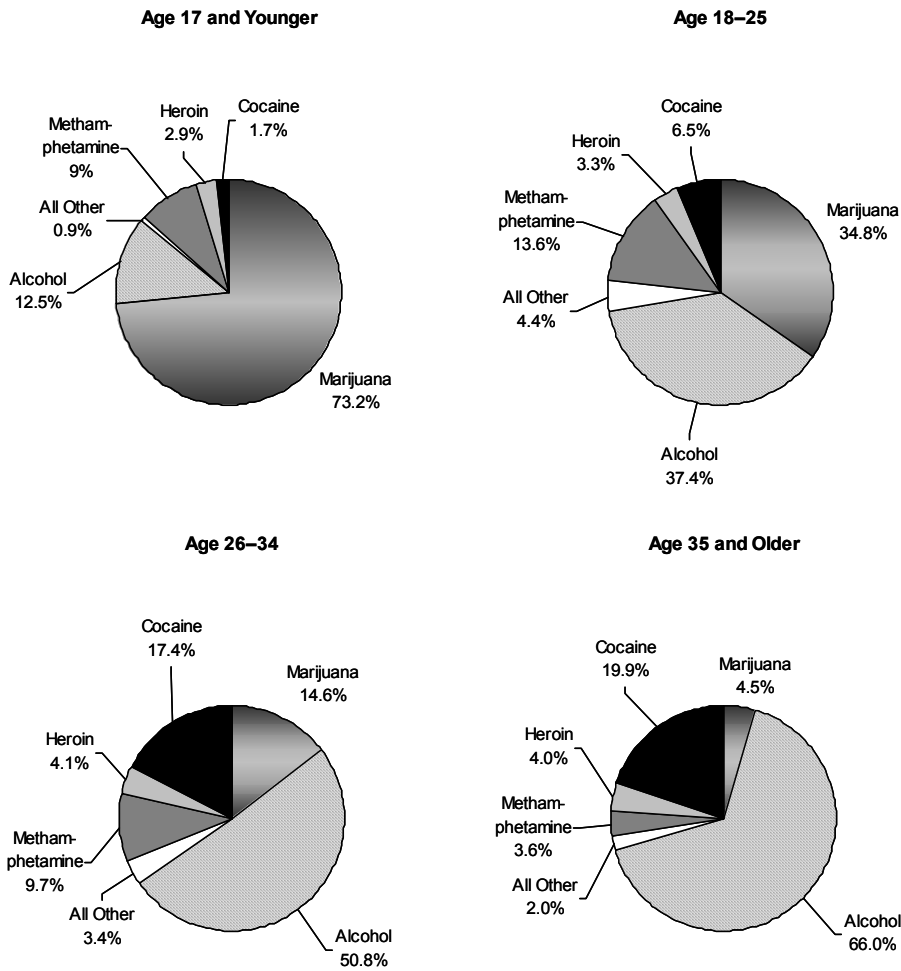 Age 17 and Younger
Heroin
2.9%
Cocaine
1.7%
Metham-
phetamine
9%
All Other
0.9%
Alcohol
12.5%
Marijuana
73.2%
Age 18–25
Cocaine
6.5%
Heroin
3.3%
Metham-
phetamine
13.6%
Marijuana
34.8%
All Other
4.4%
Alcohol
37.4%
Age 26–34
Cocaine
17.4%
Marijuana
14.6%
Heroin
4.1%
Metham-
phetamine
9.7%
All Other
3.4%
Alcohol
50.8%
Age 35 and Older
Cocaine
19.9%
Marijuana
4.5%
Heroin
4.0%
Metham-
phetamine
3.6%
All Other
2.0%
Alcohol
66.0%